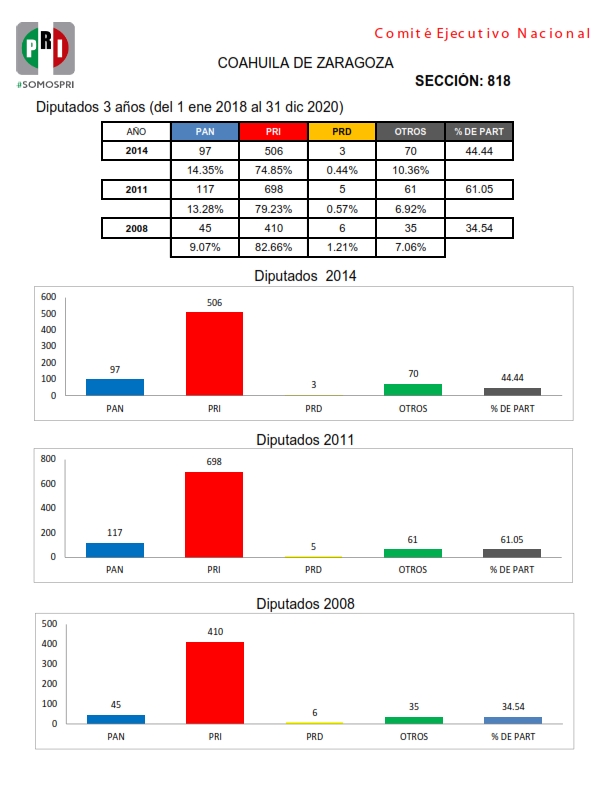 Comité Ejecutivo Nacional
PRI
#SOMOSPRI
COAHUILA DE ZARAGOZA
SECCIÓN: 818
Diputados 3 años (del 1 ene 2018 al 31 dic 2020)
AÑO PAN PRI PRD OTROS % DE PART
2014 97 506 3 70 44.44
14.35% 74.85% 0.44% 10.36%
2011 117 698 5 61 61.05
13.28% 79.23% 0.57% 6.92%
2008 45 410 6 35 34.54
9.07% 82.66% 1.21% 7.06%
Diputados 2014
600
500
400
300
200
100
0
97 506 3 70 44.44
PAN PRI PRD OTROS % DE PART
Diputados 2011
800
600
400
200
0
117 698 5 61 61.05
PAN PRI PRD OTROS % DE PART
Diputados 2008
500
400
300
200
100
0
45 410 6 35 34.54
PAN PRI PRD OTROS % DE PART